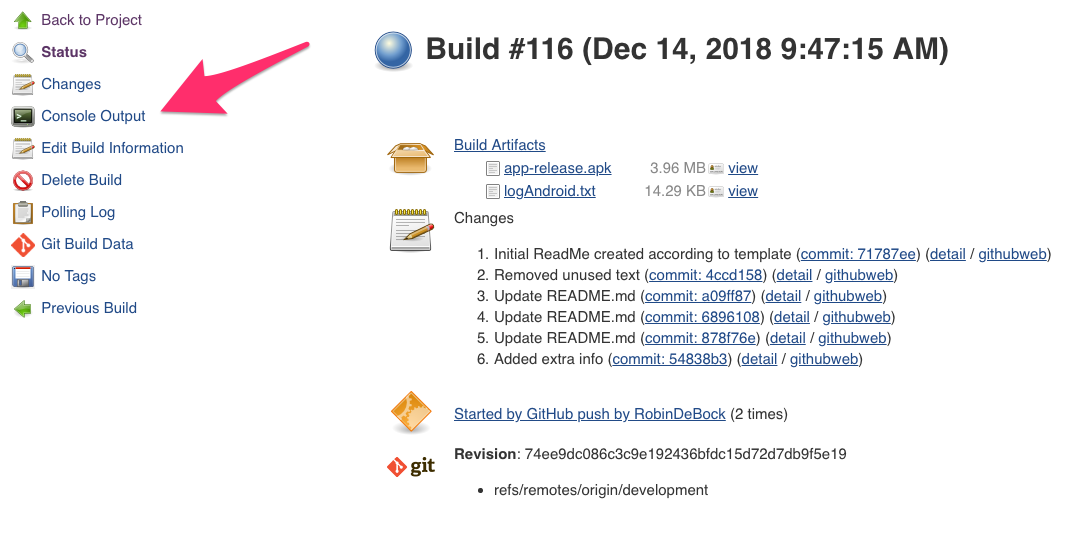 Back to Project
Status
Changes
Console Output
Edit Build Information
Delete Build
Polling Log
Git Build Data
No Tags
Previous Build
Build #116 (Dec 14, 2018 9:47:15 AM)
Build Artifacts
app-release.apk 3.96 MB view
logAndroid.txt 14.29 KB view
Changes
1. Initial ReadMe created according to template (commit: 71787ee) (detail / githubweb)
2. Removed unused text (commit: 4ccd158) (detail / githubweb)
3. Update README.md (commit: a09ff87) (detail / githubweb)
4. Update README.md (commit: 6896108) (detail / githubweb)
5. Update README.md (commit: 878f76e) (detail / githubweb)
6. Added extra info (commit: 54838b3) (detail / githubweb)
Started by GitHub push by RobinDeBock (2 times)
git
Revision: 74ee9dc086c3c9e192436bfdc15d72d7db9f5e19
• refs/remotes/origin/development